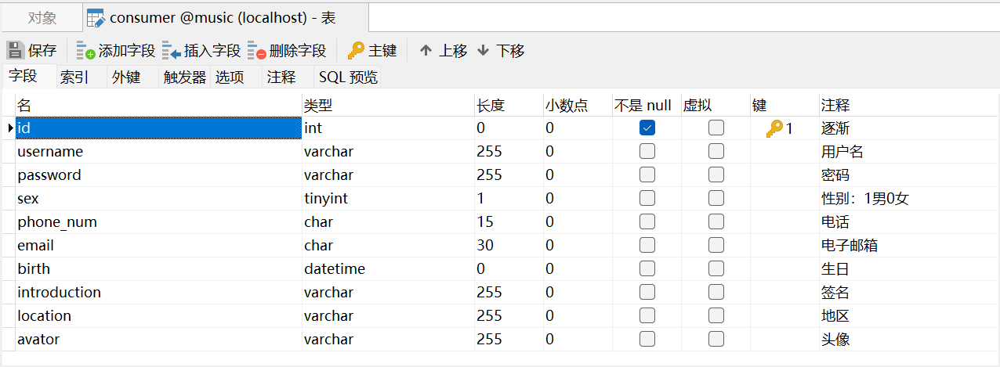 对象 consumer @music (localhost) - 表
保存 添加字段 插入字段 删除字段 主键 上移 下移
字段 索引 外键 触发器 选项 注释 SQL 预览
名 类型 长度 小数点 不是 null 虚拟 键 注释
id int 0 0 1 逐渐
username varchar 255 0 用户名
password varchar 255 0 密码
sex tinyint 1 0 性别：1男0女
phone_num char 15 0 电话
email char 30 0 电子邮箱
birth datetime 0 0 生日
introduction varchar 255 0 签名
location varchar 255 0 地区
avator varchar 255 0 头像